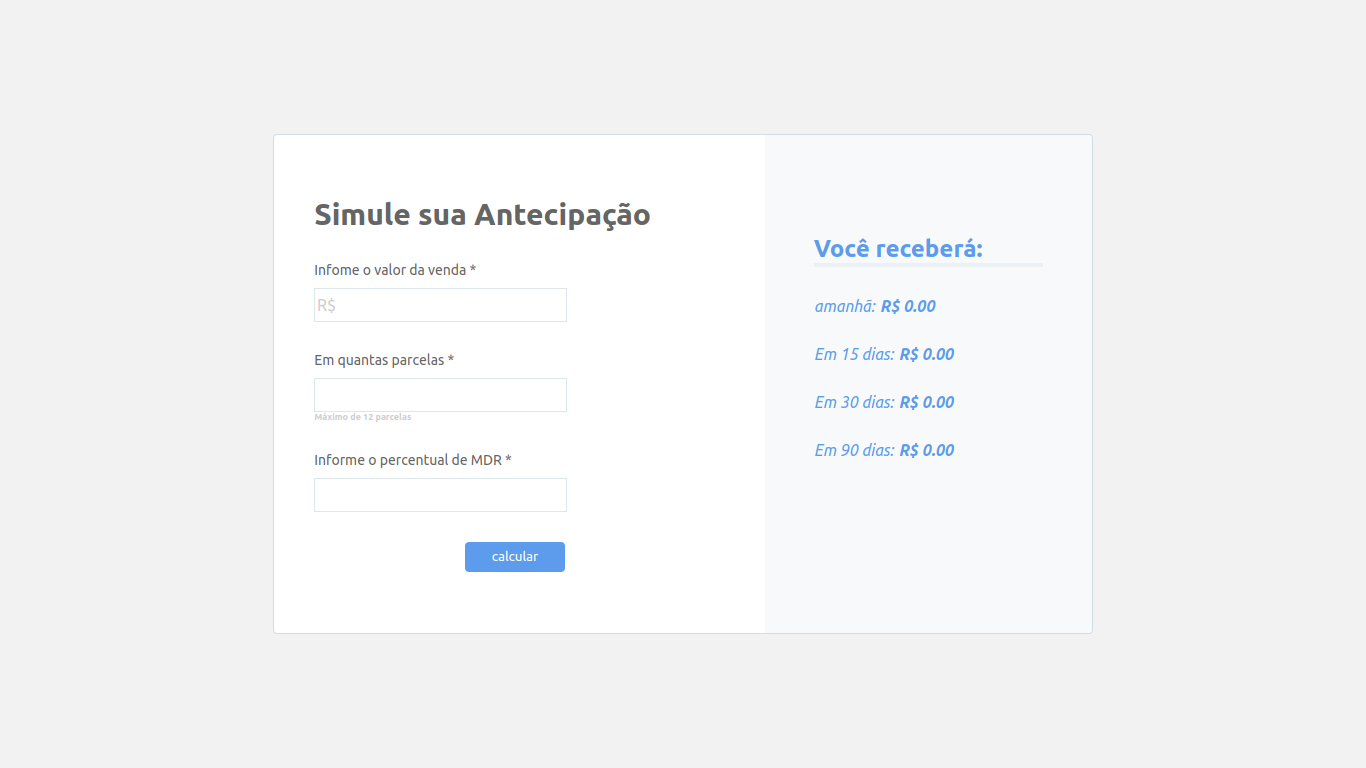 Simule sua Antecipação
Infome o valor da venda *
R$
Em quantas parcelas *
Máximo de 12 parcelas
Informe o percentual de MDR *
calcular
Você receberá:
amanhã: R$ 0.00
Em 15 dias: R$ 0.00
Em 30 dias: R$ 0.00
Em 90 dias: R$ 0.00